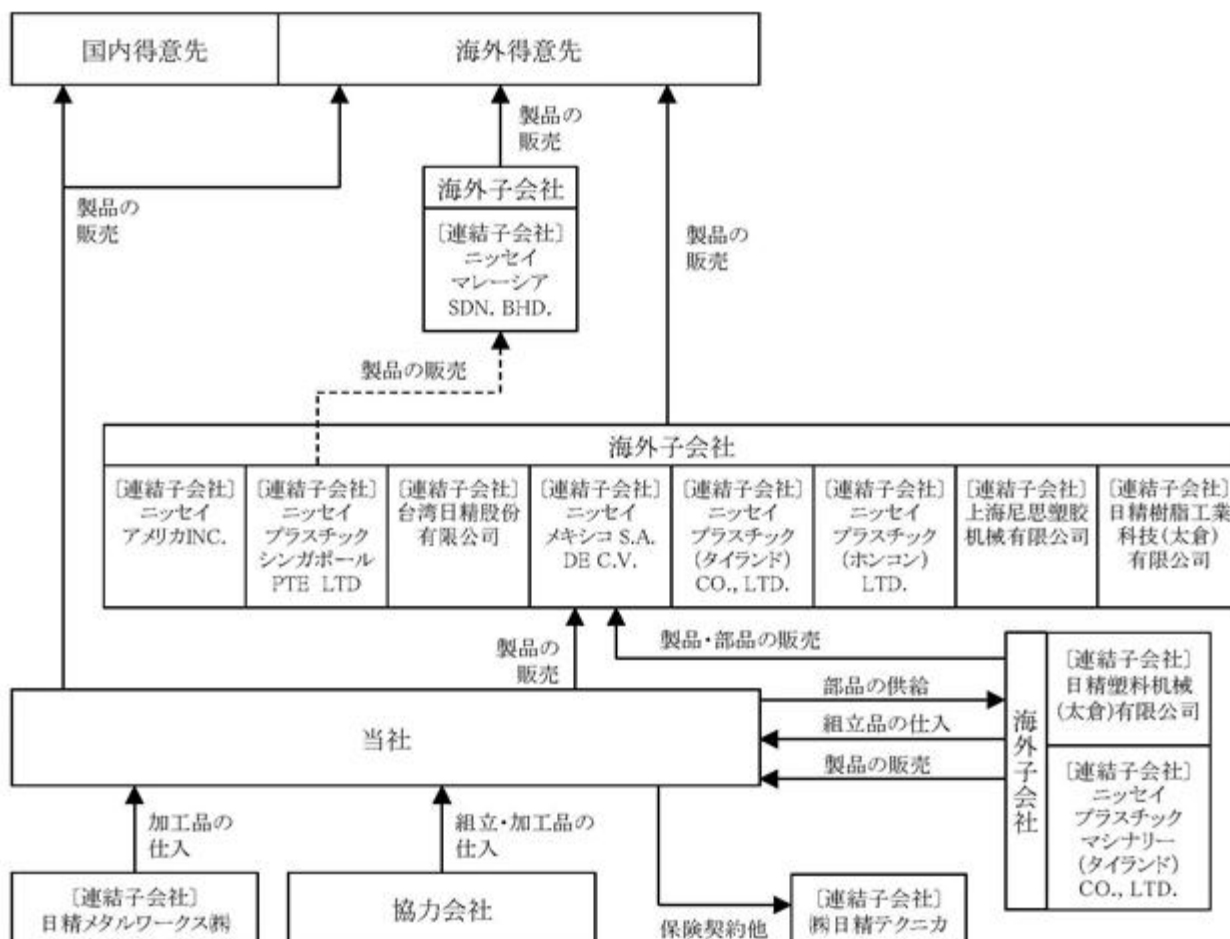 国内得意先
海外得意先
製品の
販売
製品の
販売
製品の
販売
海外子会社
[連結子会社]
ニッセイ
マレーシア
SDN. BHD.
製品の販売
海外子会社
[連結子会社]
ニッセイ
アメリカINC.
[連結子会社]
ニッセイ
プラスチック
シンガポール
PTE LTD
[連結子会社]
台湾日精股份
有限公司
[連結子会社]
ニッセイ
メキシコ S.A.
DE C.V.
[連結子会社]
ニッセイ
プラスチック
(タイランド)
CO., LTD.
[連結子会社]
ニッセイ
プラスチック
(ホンコン)
LTD.
[連結子会社]
上海尼思塑胶
机械有限公司
[連結子会社]
日精樹脂工業
科技(太倉)
有限公司
製品の
販売
製品・部品の販売
部品の供給
組立品の仕入
製品の販売
当社
海外子会社
[連結子会社]
日精塑料机械
(太倉)有限公司
[連結子会社]
ニッセイ
プラスチック
マシナリー
(タイランド)
CO., LTD.
加工品の
仕入
組立・加工品の
仕入
保険契約他
[連結子会社]
日精メタルワークス㈱
協力会社
[連結子会社]
㈱日精テクニカ